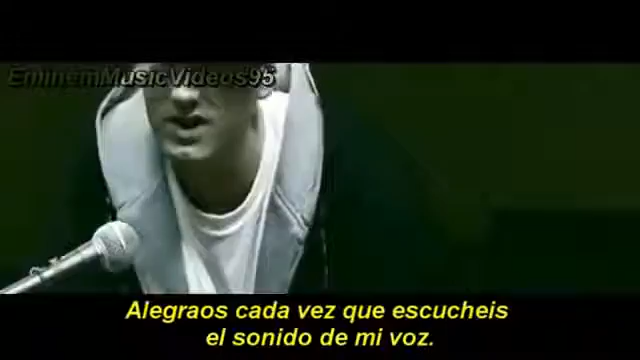 EminemMusicVideos95
Alegraos cada vez que escucheis
el sonido de mi voz.